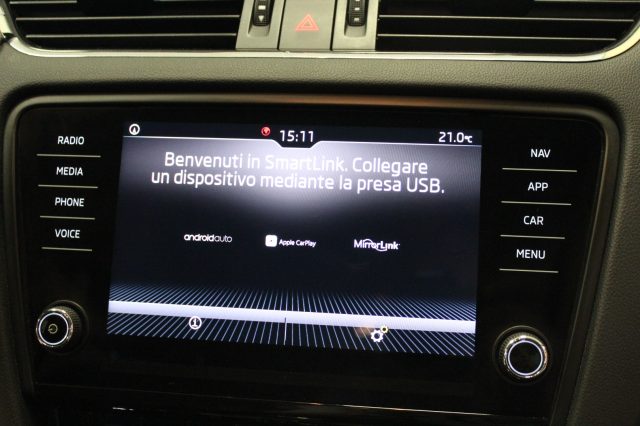 15:11
21.0°C
RADIO
MEDIA
PHONE
VOICE
Benvenuti in SmartLink. Collegare
un dispositivo mediante la presa USB.
androidauto
Apple CarPlay
MirrorLink
NAV
APP
CAR
MENU